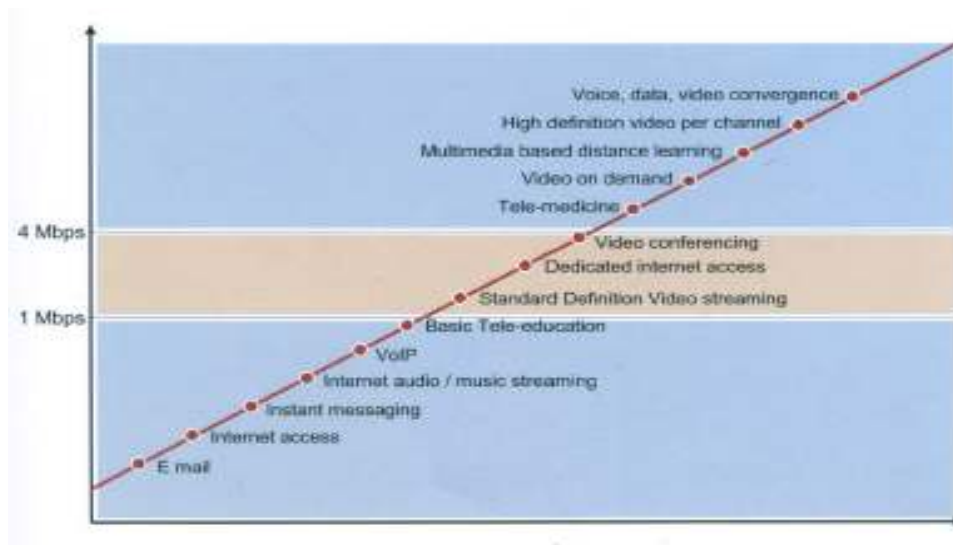 Voice, data, video convergence
High definition video per channel
Multimedia based distance learning
Video on demand
Tele-medicine
4 Mbps
Video conferencing
Dedicated internet access
Standard Definition Video streaming
1 Mbps
Basic Tele-education
VoIP
Internet audio / music streaming
Instant messaging
Internet access
E mail